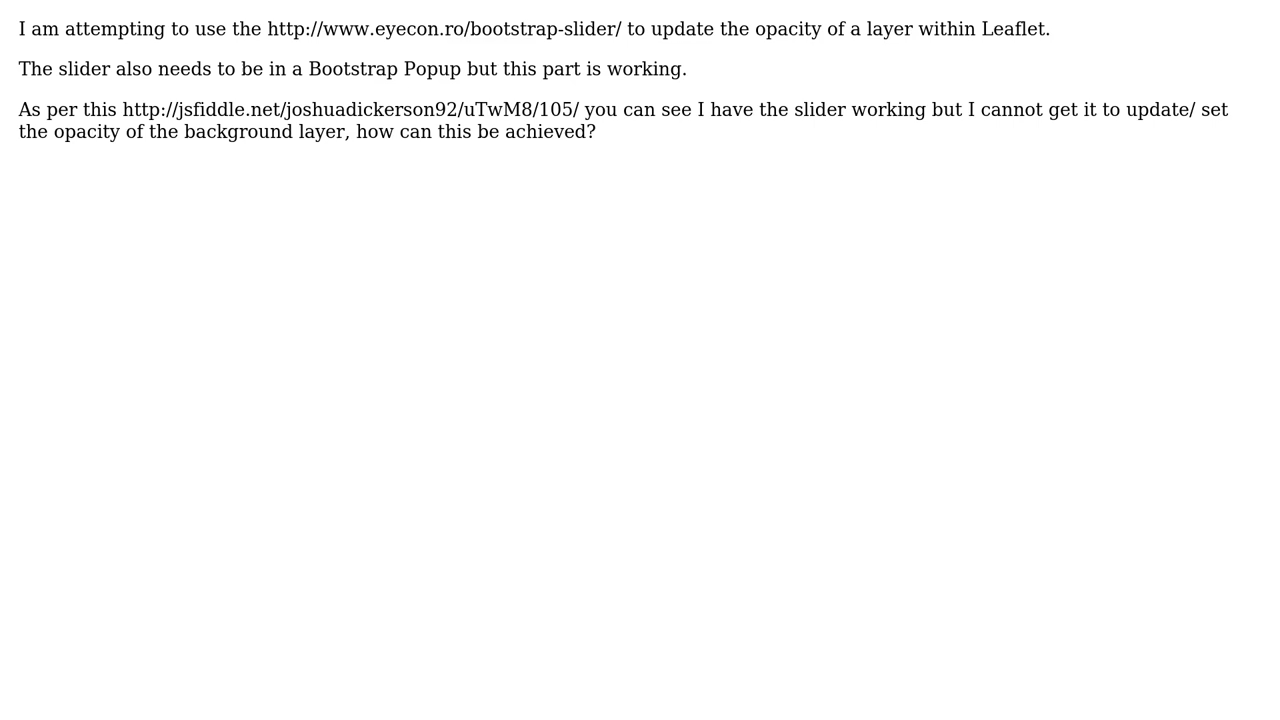 I am attempting to use the http://www.eyecon.ro/bootstrap-slider/ to update the opacity of a layer within Leaflet.
The slider also needs to be in a Bootstrap Popup but this part is working.
As per this http://jsfiddle.net/joshuadickerson92/uTwM8/105/ you can see I have the slider working but I cannot get it to update/ set
the opacity of the background layer, how can this be achieved?